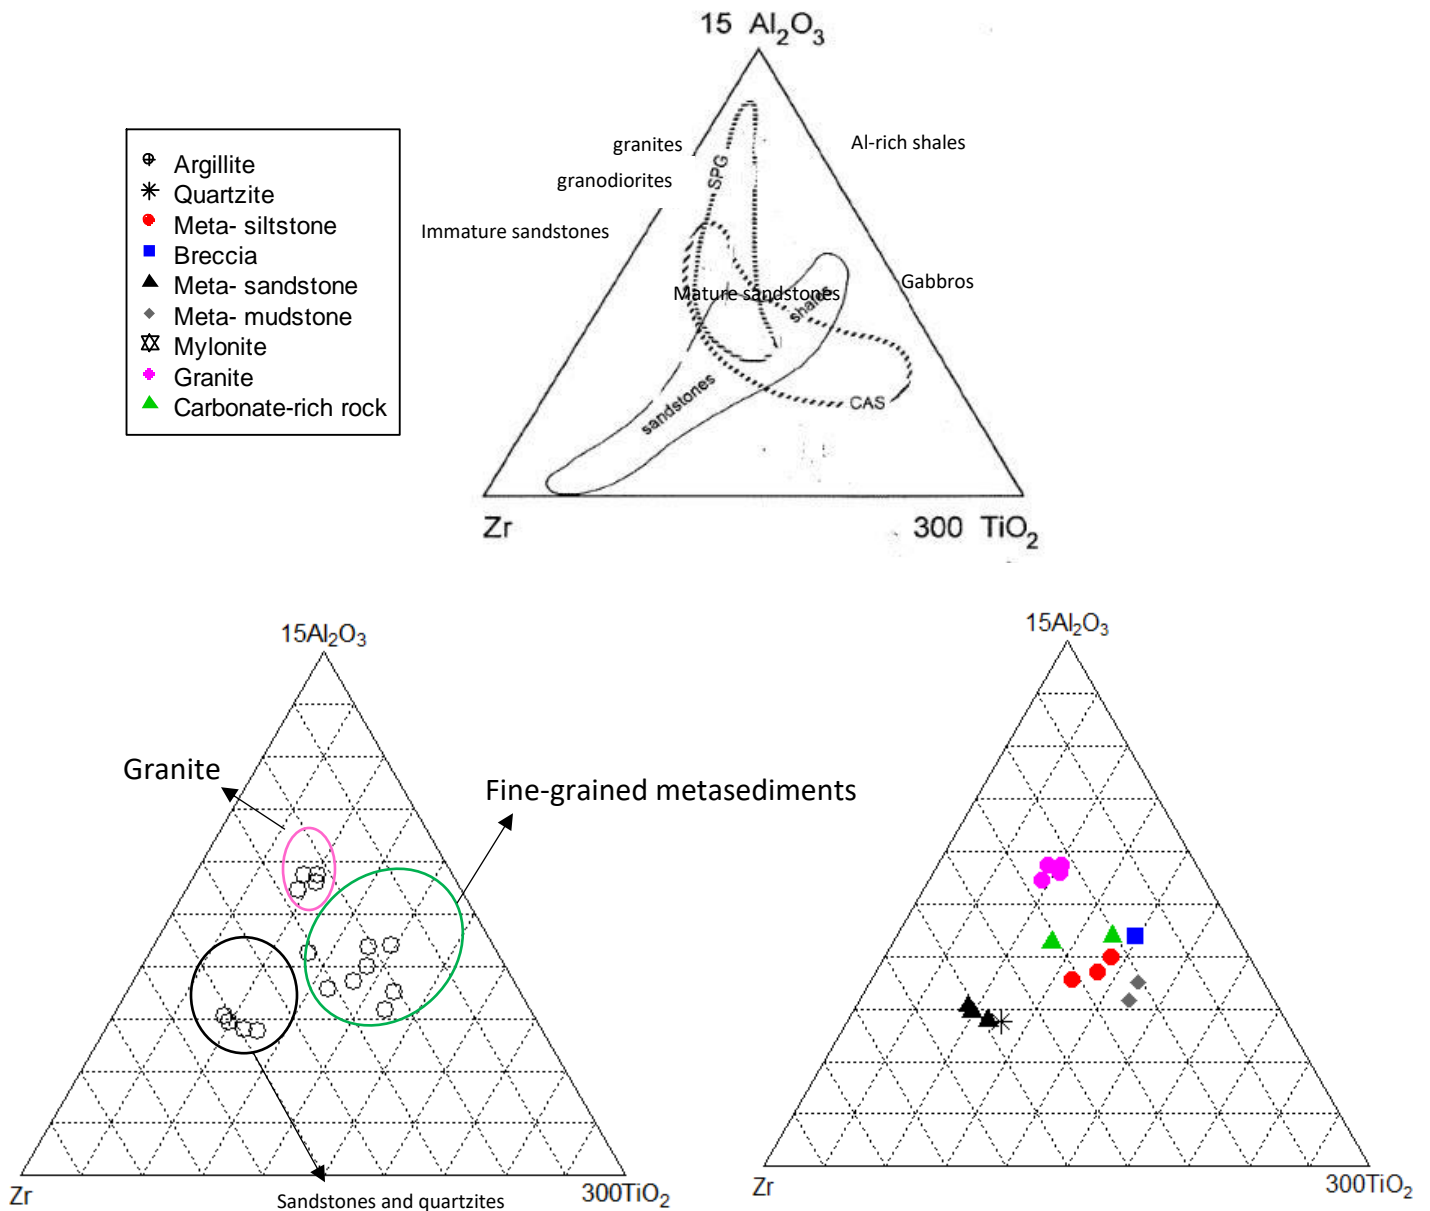 15 Al₂O₃
granites
Al-rich shales
granodiorites
Immature sandstones
SPG
Gabbros
Mature sandstones
shales
sandstones
CAS
Zr
300 TiO₂
Argillite
Quartzite
Meta- siltstone
Breccia
Meta- sandstone
Meta- mudstone
Mylonite
Granite
Carbonate-rich rock
15Al₂O₃
Granite
Fine-grained metasediments
Zr
300TiO₂
Sandstones and quartzites
15Al₂O₃
Zr
300TiO₂